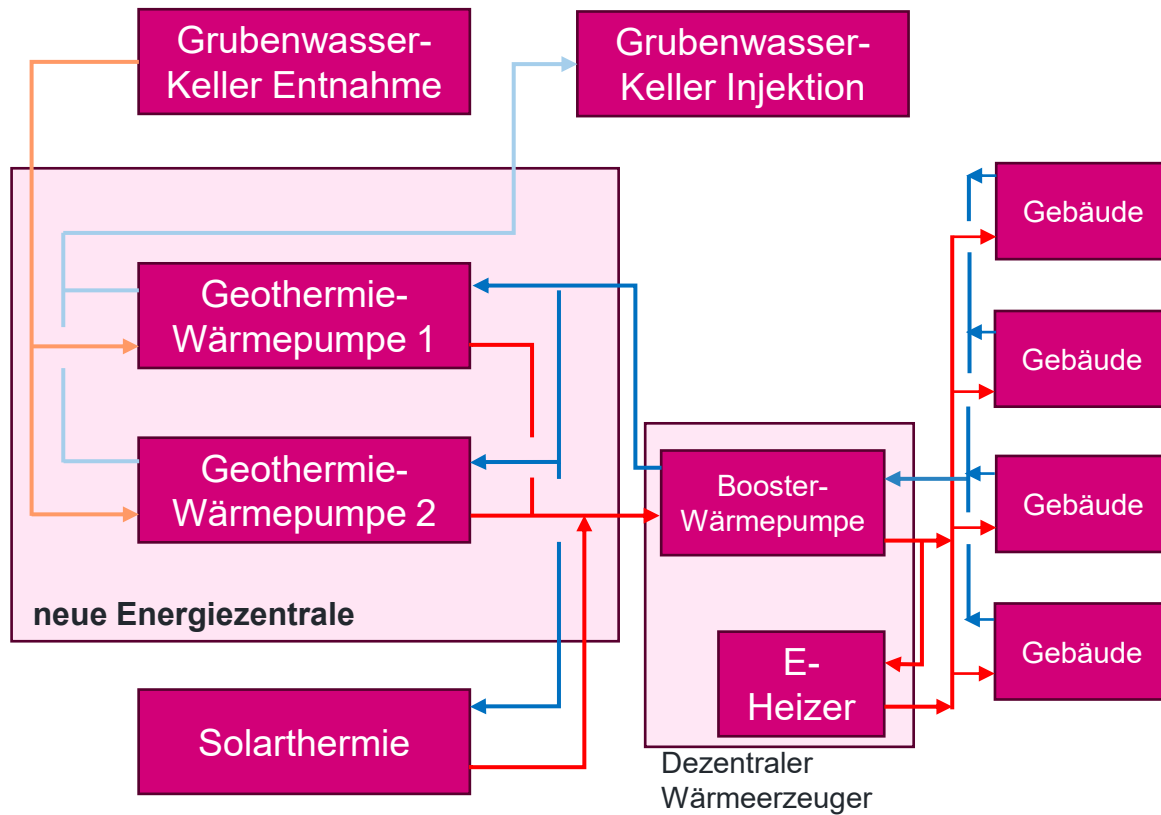 Grubenwasser-
Keller Entnahme
Grubenwasser-
Keller Injektion
Gebäude
Geothermie-
Wärmepumpe 1
Gebäude
Geothermie-
Wärmepumpe 2
Booster-
Wärmepumpe
Gebäude
neue Energiezentrale
E-
Heizer
Gebäude
Solarthermie
Dezentraler
Wärmeerzeuger